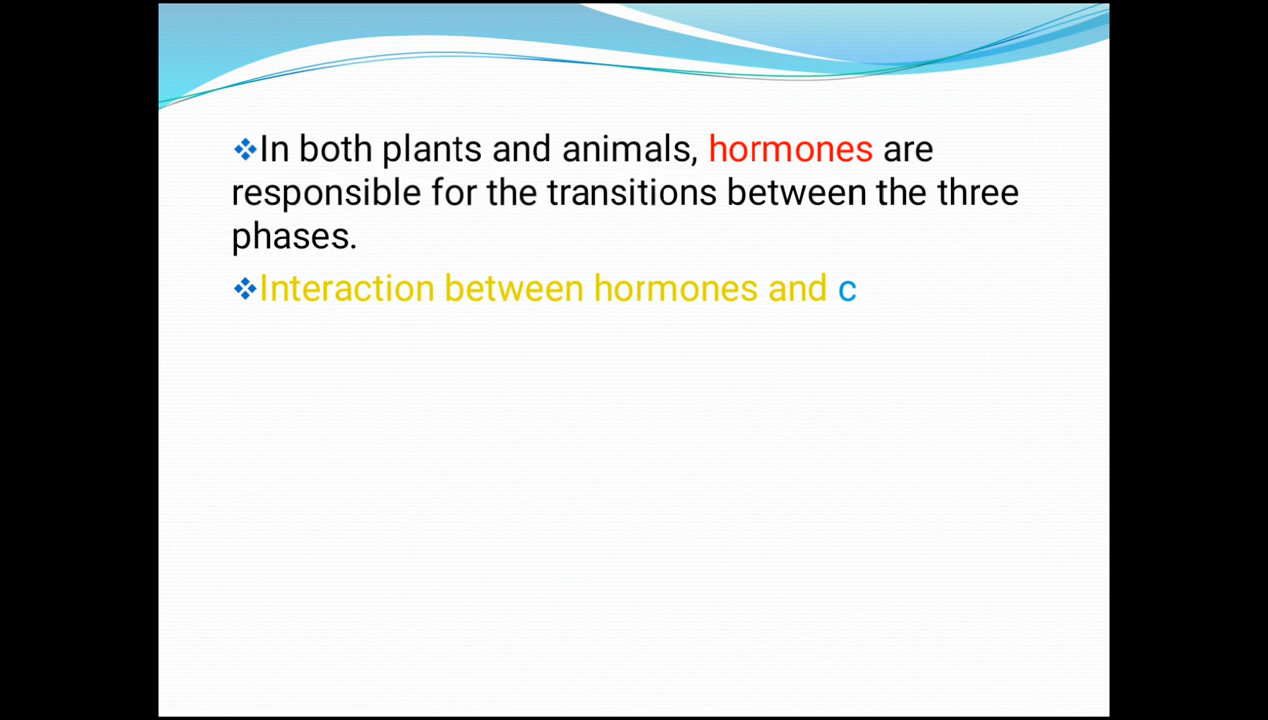 ❖In both plants and animals, hormones are
responsible for the transitions between the three
phases.
❖Interaction between hormones and c